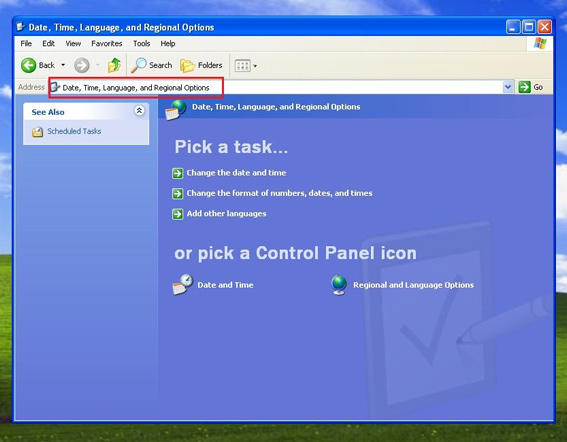 Date, Time, Language, and Regional Options
File Edit View Favorites Tools Help
Back Search Folders
Address Date, Time, Language, and Regional Options Go
See Also
Scheduled Tasks
Date, Time, Language, and Regional Options
Pick a task...
Change the date and time
Change the format of numbers, dates, and times
Add other languages
or pick a Control Panel icon
Date and Time Regional and Language Options